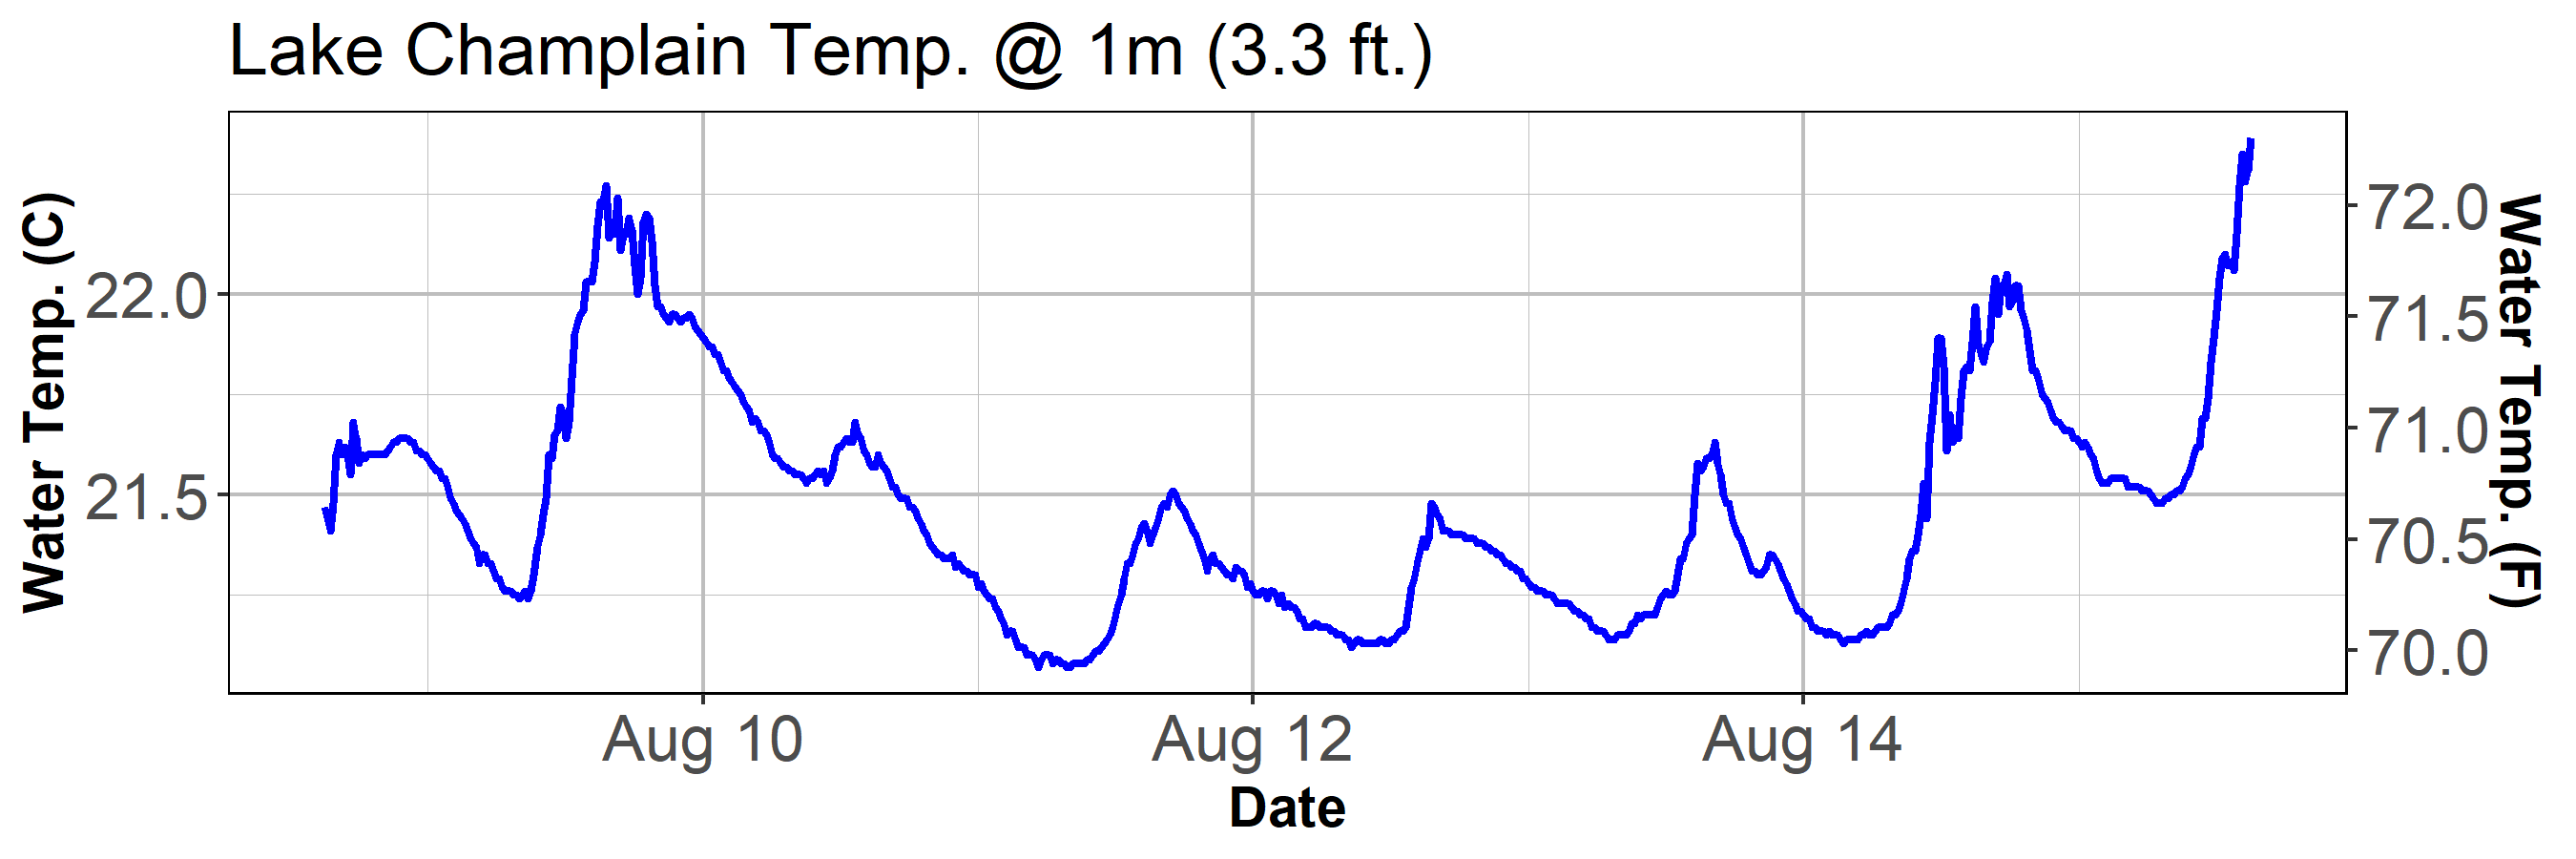 Lake Champlain Temp. @ 1m (3.3 ft.)
Water Temp. (C)
22.0
21.5
72.0
71.5
71.0
70.5
70.0
Water Temp. (F)
Aug 10
Aug 12
Aug 14
Date